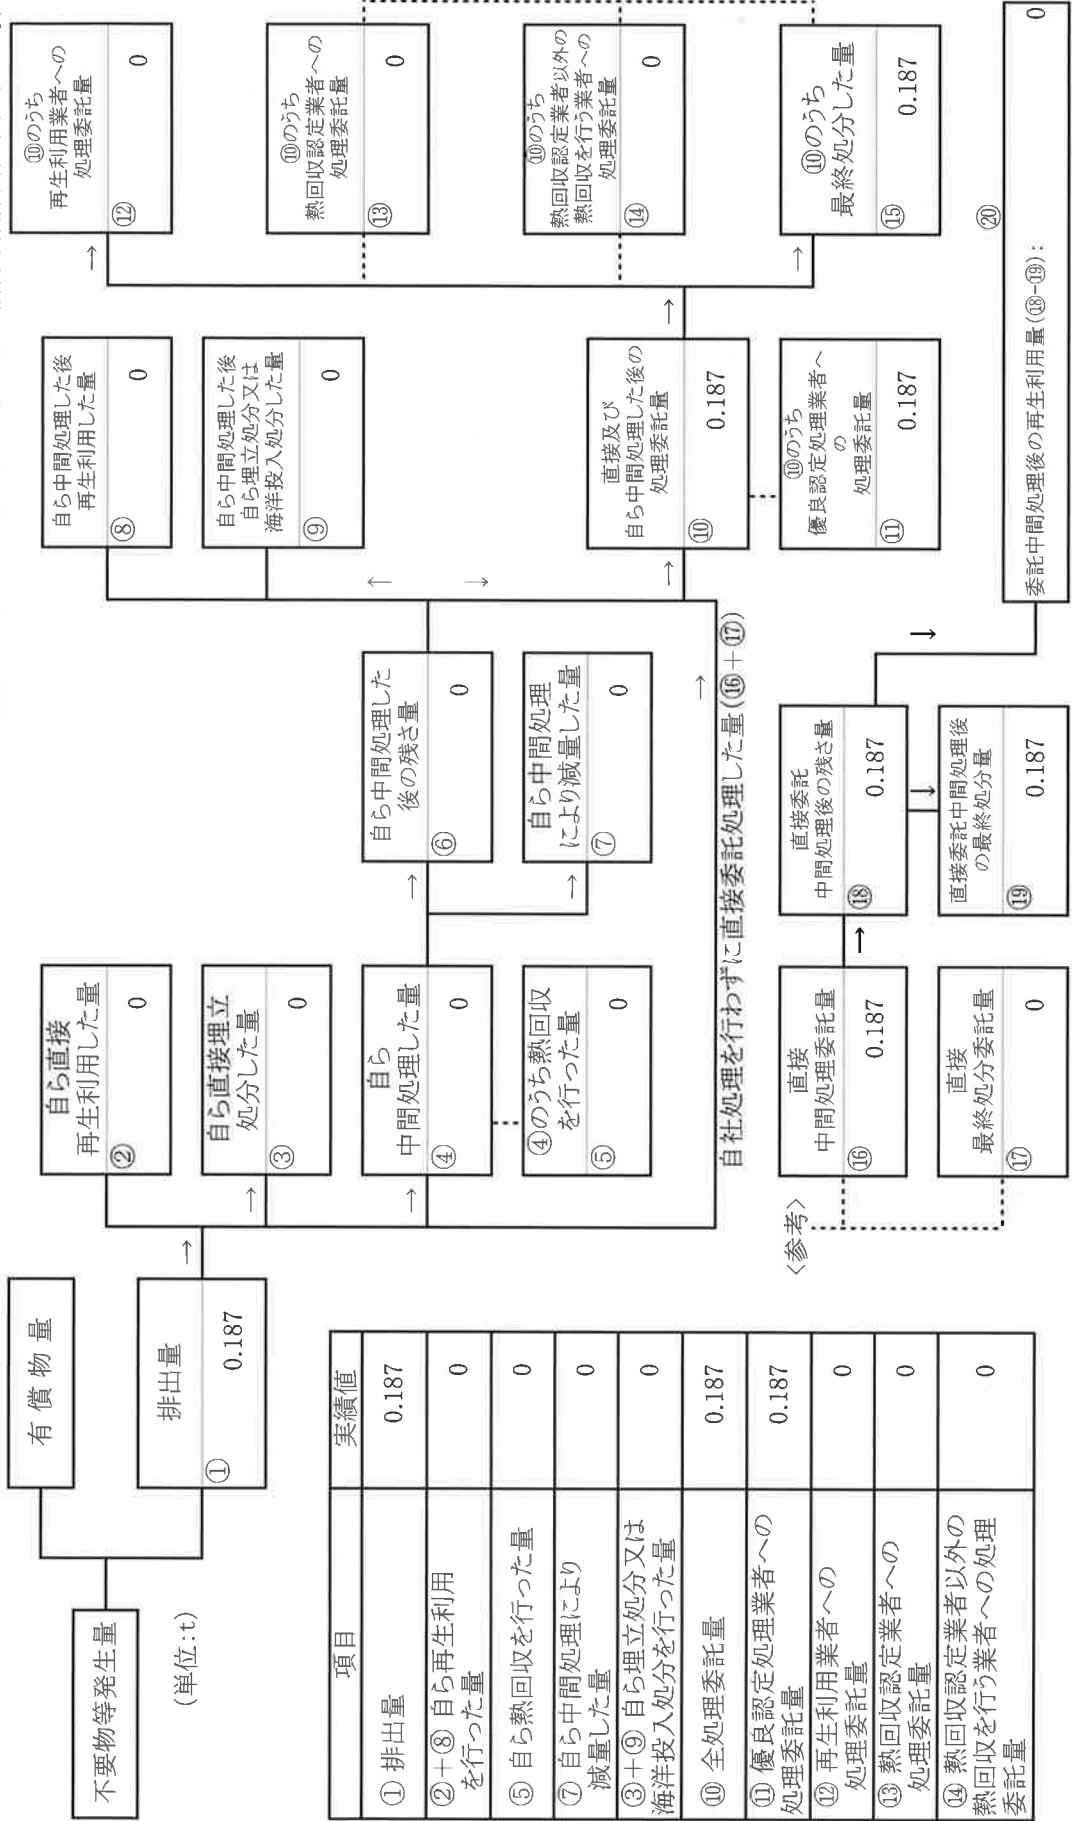 不要物等発生量
(単位:t)
有 償 物 量
排出量
① 0.187
自ら直接
再生利用した量
② 0
自ら直接埋立
処分した量
③ 0
自ら
中間処理した量
④ 0
④のうち熱回収
を行った量
⑤ 0
自ら中間処理した
後の残さ量
⑥ 0
自ら中間処理
により減量した量
⑦ 0
自ら中間処理した後
再生利用した量
⑧ 0
自ら中間処理した後
自ら埋立処分又は
海洋投入処分した量
⑨ 0
直接及び
自ら中間処理した後の
処理委託量
⑩ 0.187
⑩のうち
優良認定処理業者へ
の
処理委託量
⑪ 0.187
⑩のうち
再生利用業者への
処理委託量
⑫ 0
⑩のうち
熱回収認定業者への
処理委託量
⑬ 0
⑩のうち
熱回収認定業者以外の
熱回収を行う業者への
処理委託量
⑭ 0
⑩のうち
最終処分した量
⑮ 0.187
自社処理を行わずに直接委託処理した量(⑯+⑰)
<参考>
直接
中間処理委託量
⑯ 0.187
直接
最終処分委託量
⑰ 0
直接委託
中間処理後の残さ量
⑱ 0.187
直接委託中間処理後
の最終処分量
⑲ 0.187
⑳
委託中間処理後の再生利用量(⑱-⑲): 0
項目 実績値
① 排出量 0.187
②+⑧ 自ら再生利用
を行った量 0
⑤ 自ら熱回収を行った量 0
⑦ 自ら中間処理により
減量した量 0
③+⑨ 自ら埋立処分又は
海洋投入処分を行った量 0
⑩ 全処理委託量 0.187
⑪ 優良認定処理業者への
処理委託量 0.187
⑫ 再生利用業者への
処理委託量 0
⑬ 熱回収認定業者への
処理委託量 0
⑭ 熱回収認定業者以外の
熱回収を行う業者への処理
委託量 0